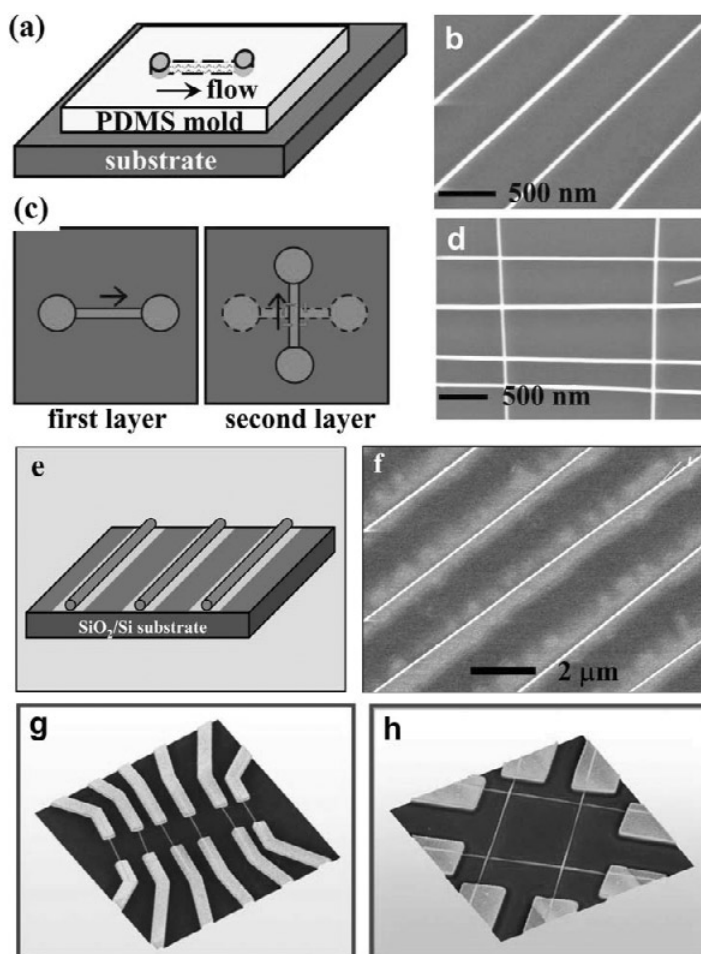 (a)
flow
PDMS mold
substrate
b
500 nm
(c)
first layer
second layer
d
500 nm
e
SiO₂/Si substrate
f
2 μm
g
h